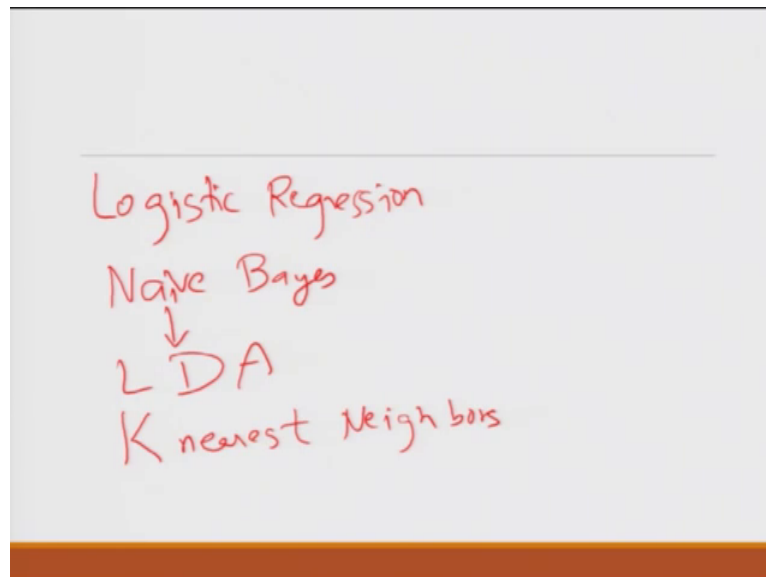 Logistic Regression
Naive Bayes
↓
LDA
K nearest Neighbors